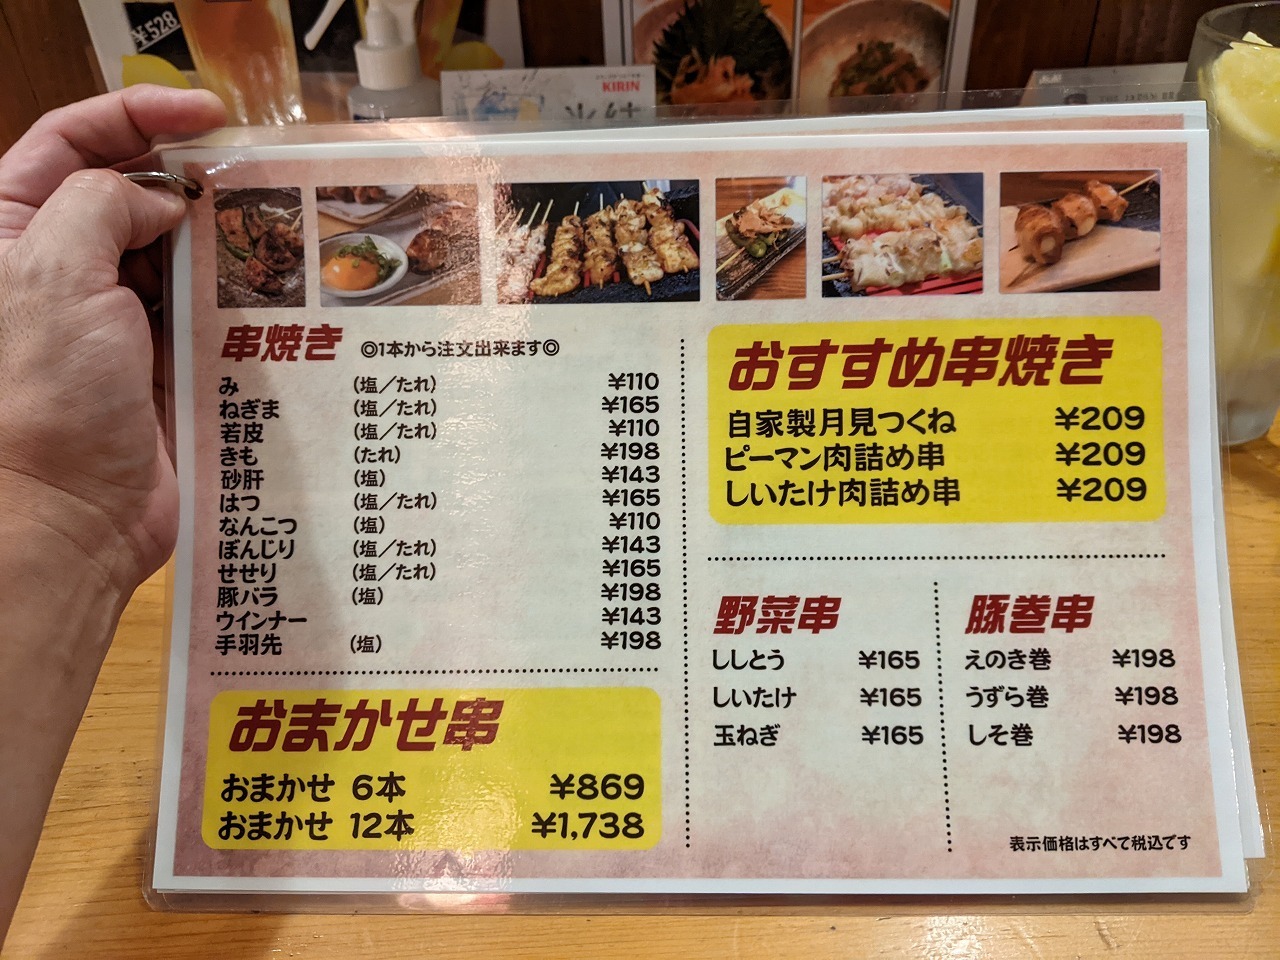 ¥528
KIRIN
串焼き ◎1本から注文出来ます◎
み (塩／たれ) ¥110
ねぎま (塩／たれ) ¥165
若皮 (塩／たれ) ¥110
きも (たれ) ¥198
砂肝 (塩) ¥143
はつ (塩／たれ) ¥165
なんこつ (塩) ¥110
ぼんじり (塩／たれ) ¥143
せせり (塩／たれ) ¥165
豚バラ (塩) ¥198
ウインナー ¥143
手羽先 (塩) ¥198
おまかせ串
おまかせ 6本 ¥869
おまかせ 12本 ¥1,738
おすすめ串焼き
自家製月見つくね ¥209
ピーマン肉詰め串 ¥209
しいたけ肉詰め串 ¥209
野菜串
ししとう ¥165
しいたけ ¥165
玉ねぎ ¥165
豚巻串
えのき巻 ¥198
うずら巻 ¥198
しそ巻 ¥198
表示価格はすべて税込です